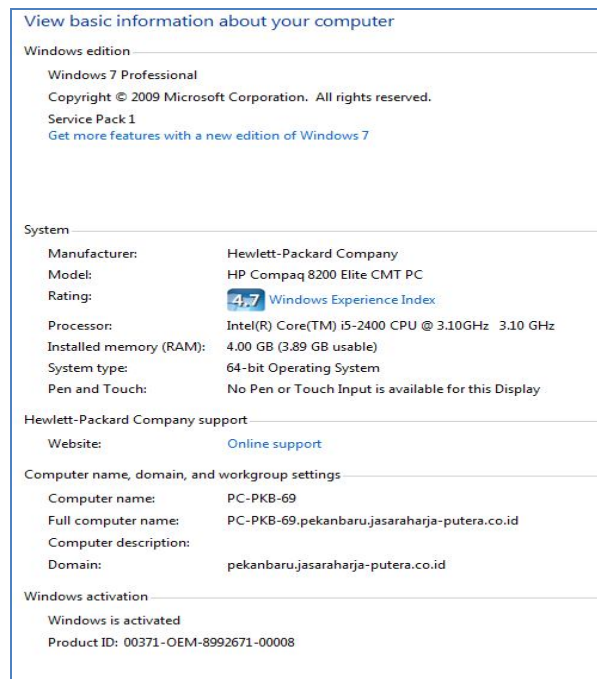 View basic information about your computer
Windows edition
Windows 7 Professional
Copyright © 2009 Microsoft Corporation. All rights reserved.
Service Pack 1
Get more features with a new edition of Windows 7
System
Manufacturer: Hewlett-Packard Company
Model: HP Compaq 8200 Elite CMT PC
Rating: 4.7 Windows Experience Index
Processor: Intel(R) Core(TM) i5-2400 CPU @ 3.10GHz 3.10 GHz
Installed memory (RAM): 4.00 GB (3.89 GB usable)
System type: 64-bit Operating System
Pen and Touch: No Pen or Touch Input is available for this Display
Hewlett-Packard Company support
Website: Online support
Computer name, domain, and workgroup settings
Computer name: PC-PKB-69
Full computer name: PC-PKB-69.pekanbaru.jasaraharja-putera.co.id
Computer description:
Domain: pekanbaru.jasaraharja-putera.co.id
Windows activation
Windows is activated
Product ID: 00371-OEM-8992671-00008